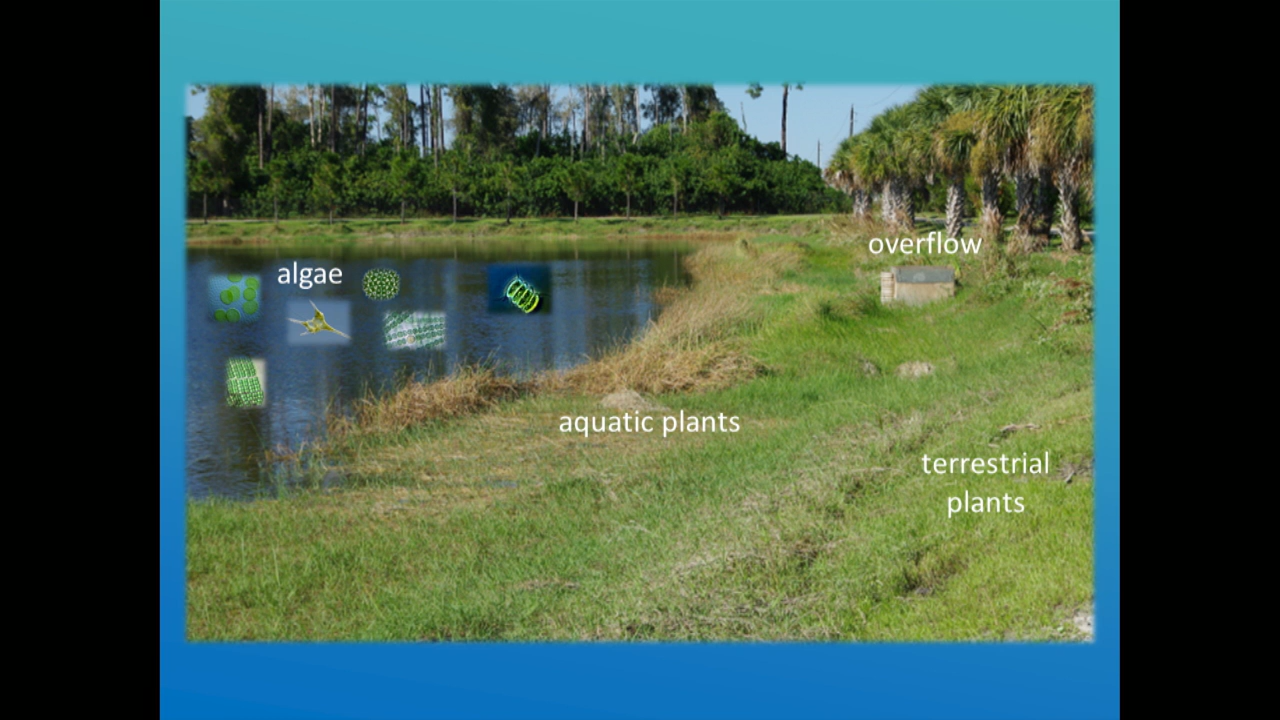 overflow
algae
aquatic plants
terrestrial
plants